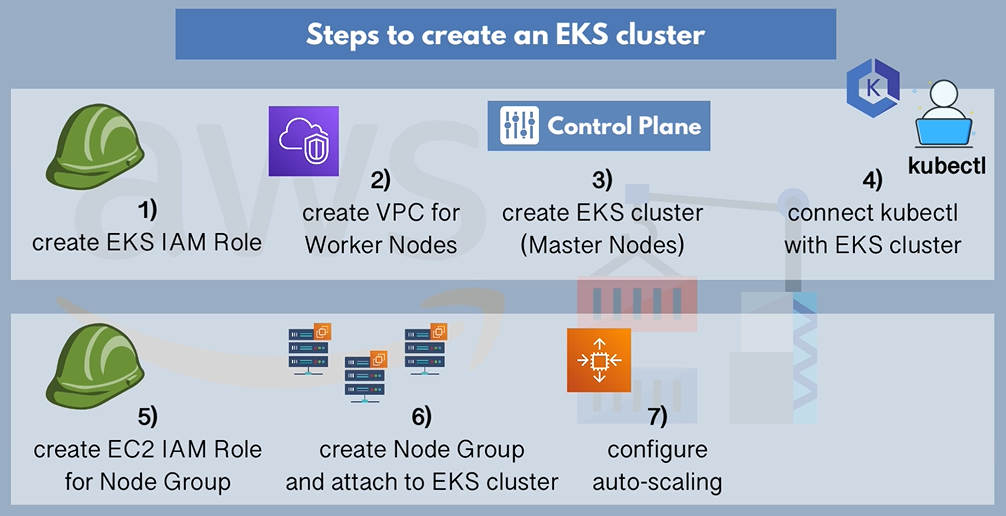 Steps to create an EKS cluster
aws
K
Control Plane
kubectl
1)
create EKS IAM Role
2)
create VPC for
Worker Nodes
3)
create EKS cluster
(Master Nodes)
4)
connect kubectl
with EKS cluster
5)
create EC2 IAM Role
for Node Group
6)
create Node Group
and attach to EKS cluster
7)
configure
auto-scaling